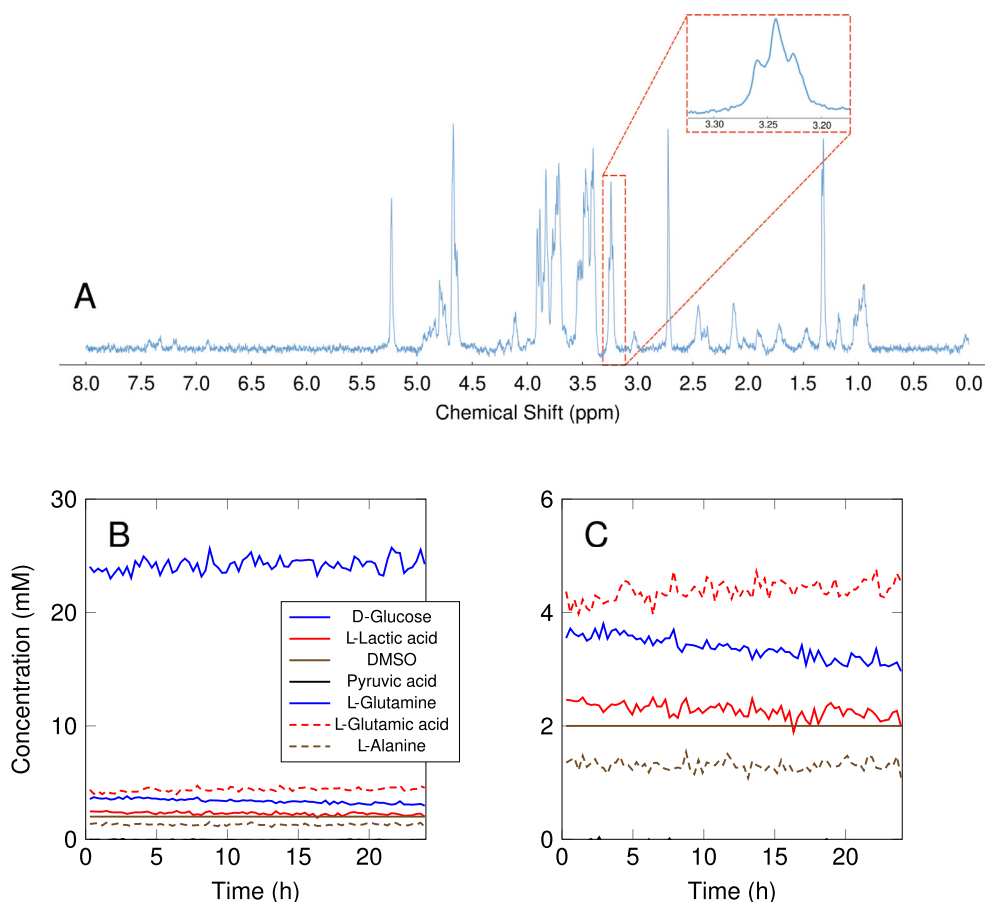 3.30 3.25 3.20
A
8.0 7.5 7.0 6.5 6.0 5.5 5.0 4.5 4.0 3.5 3.0 2.5 2.0 1.5 1.0 0.5 0.0
Chemical Shift (ppm)
B
Concentration (mM)
30
20
10
0
D-Glucose
L-Lactic acid
DMSO
Pyruvic acid
L-Glutamine
L-Glutamic acid
L-Alanine
0 5 10 15 20
Time (h)
C
6
4
2
0
0 5 10 15 20
Time (h)